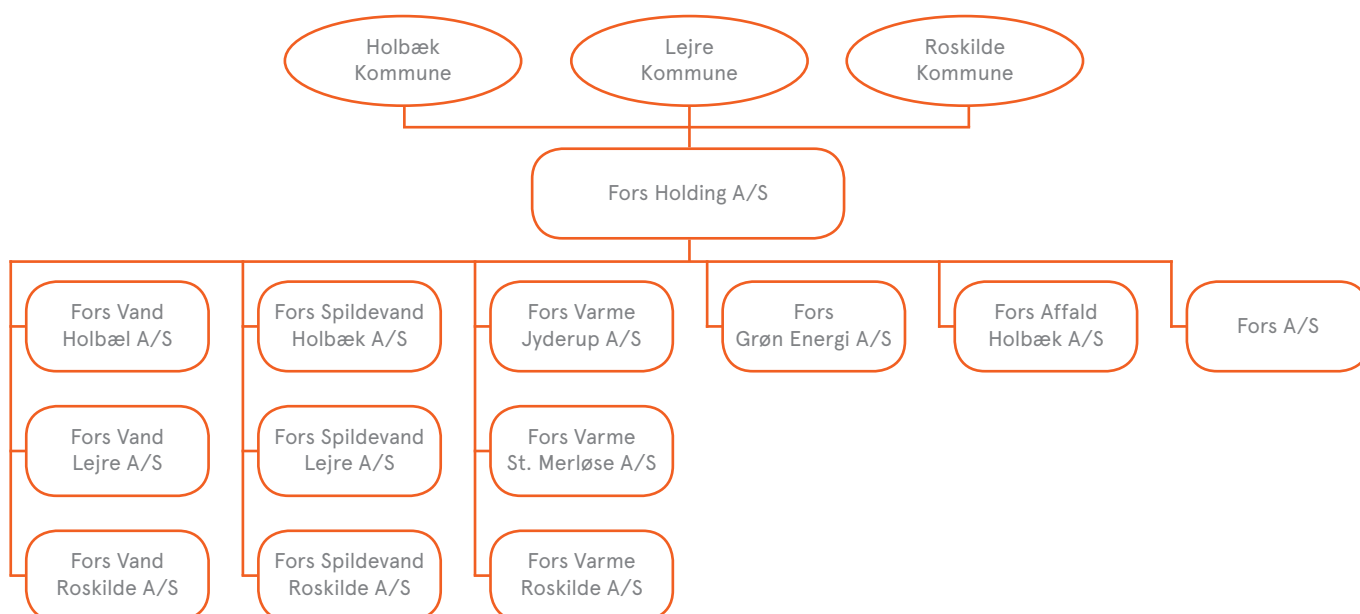 Holbæk
Kommune
Lejre
Kommune
Roskilde
Kommune
Fors Holding A/S
Fors Vand
Holbæl A/S
Fors Spildevand
Holbæk A/S
Fors Varme
Jyderup A/S
Fors
Grøn Energi A/S
Fors Affald
Holbæk A/S
Fors A/S
Fors Vand
Lejre A/S
Fors Spildevand
Lejre A/S
Fors Varme
St. Merløse A/S
Fors Vand
Roskilde A/S
Fors Spildevand
Roskilde A/S
Fors Varme
Roskilde A/S